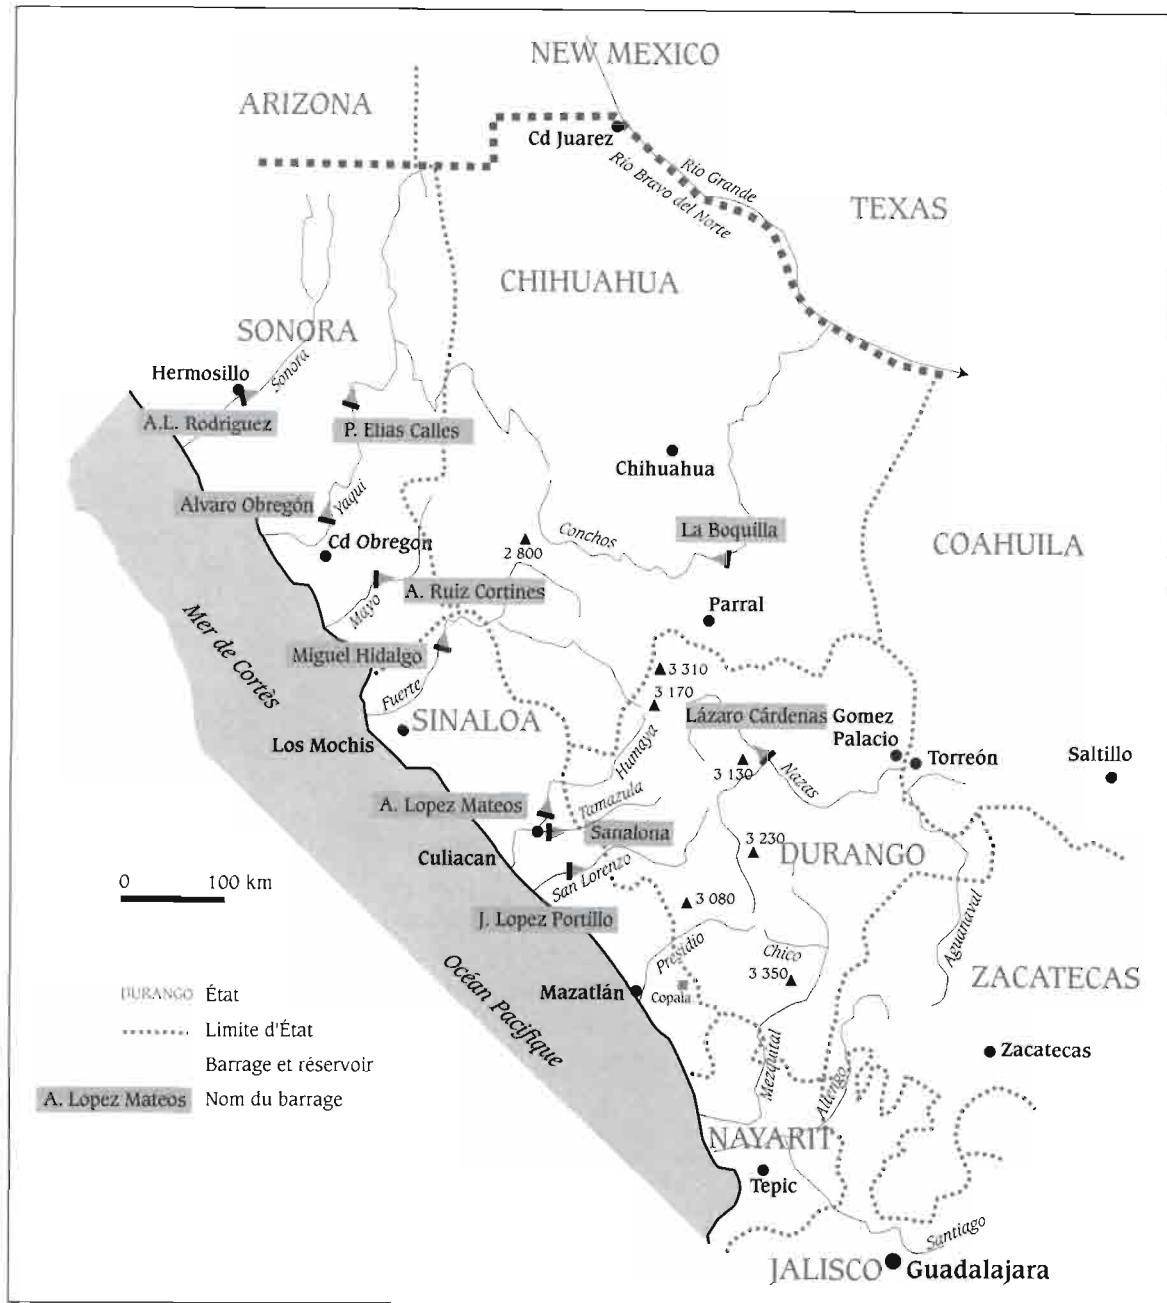 NEW MEXICO
ARIZONA
Cd Juarez
Rio Grande
Río Bravo del Norte
TEXAS
CHIHUAHUA
SONORA
Hermosillo
Sonora
A.L. Rodriguez
P. Elias Calles
Chihuahua
Alvaro Obregón
Yaqui
La Boquilla
Conchos
Cd Obregon
2 800
COAHUILA
A. Ruiz Cortines
Mayo
Parral
Mer de Cortès
Miguel Hidalgo
3 310
3 170
Fuerte
SINALOA
Lázaro Cárdenas
Gomez
Palacio
Los Mochis
Humaya
Torreón
Saltillo
3 130
Nazas
A. Lopez Mateos
Tamazula
Sanalona
3 230
Culiacan
DURANGO
San Lorenzo
0 100 km
3 080
J. Lopez Portillo
Aguanaval
Presidio
Chico
Océan Pacifique
3 350
ZACATECAS
Mazatlán
Copala
DURANGO État
Limite d'État
Zacatecas
Barrage et réservoir
Mezquital
A. Lopez Mateos Nom du barrage
NAYARIT
Tepic
Santiago
JALISCO
Guadalajara